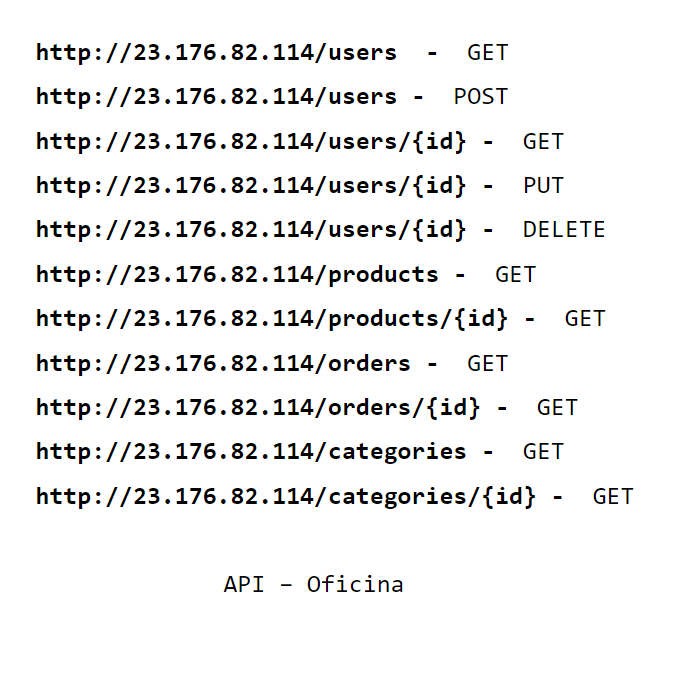 http://23.176.82.114/users - GET
http://23.176.82.114/users - POST
http://23.176.82.114/users/{id} - GET
http://23.176.82.114/users/{id} - PUT
http://23.176.82.114/users/{id} - DELETE
http://23.176.82.114/products - GET
http://23.176.82.114/products/{id} - GET
http://23.176.82.114/orders - GET
http://23.176.82.114/orders/{id} - GET
http://23.176.82.114/categories - GET
http://23.176.82.114/categories/{id} - GET
API – Oficina